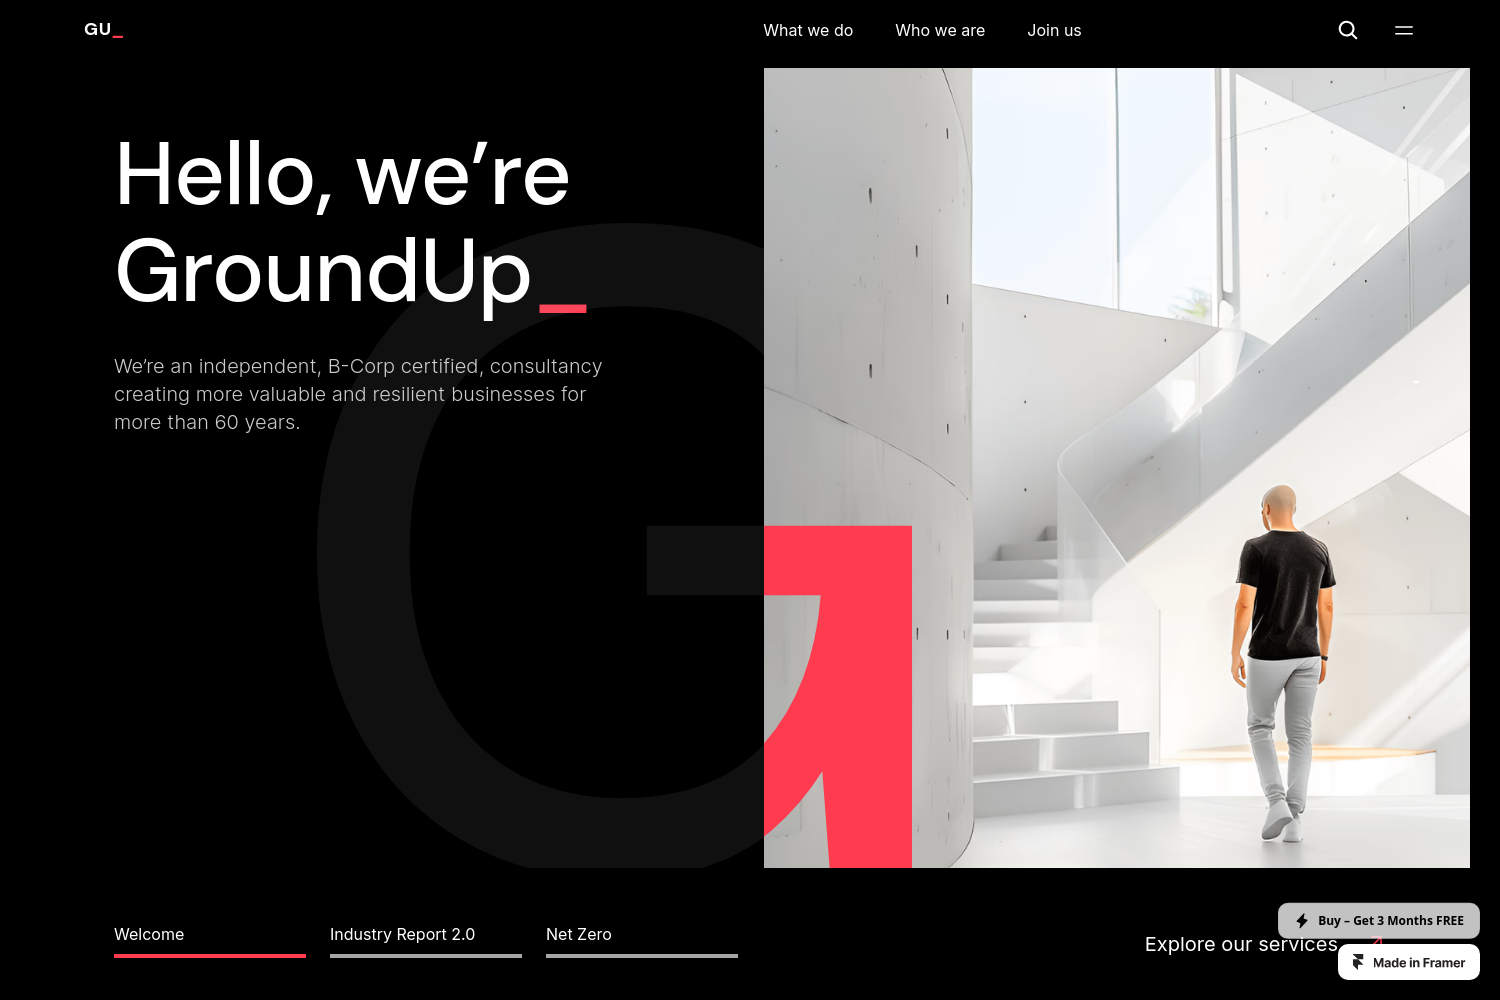 GU_
What we do
Who we are
Join us
Hello, we’re
GroundUp_
We’re an independent, B-Corp certified, consultancy
creating more valuable and resilient businesses for
more than 60 years.
G
Welcome
Industry Report 2.0
Net Zero
Explore our services
Buy – Get 3 Months FREE
Made in Framer